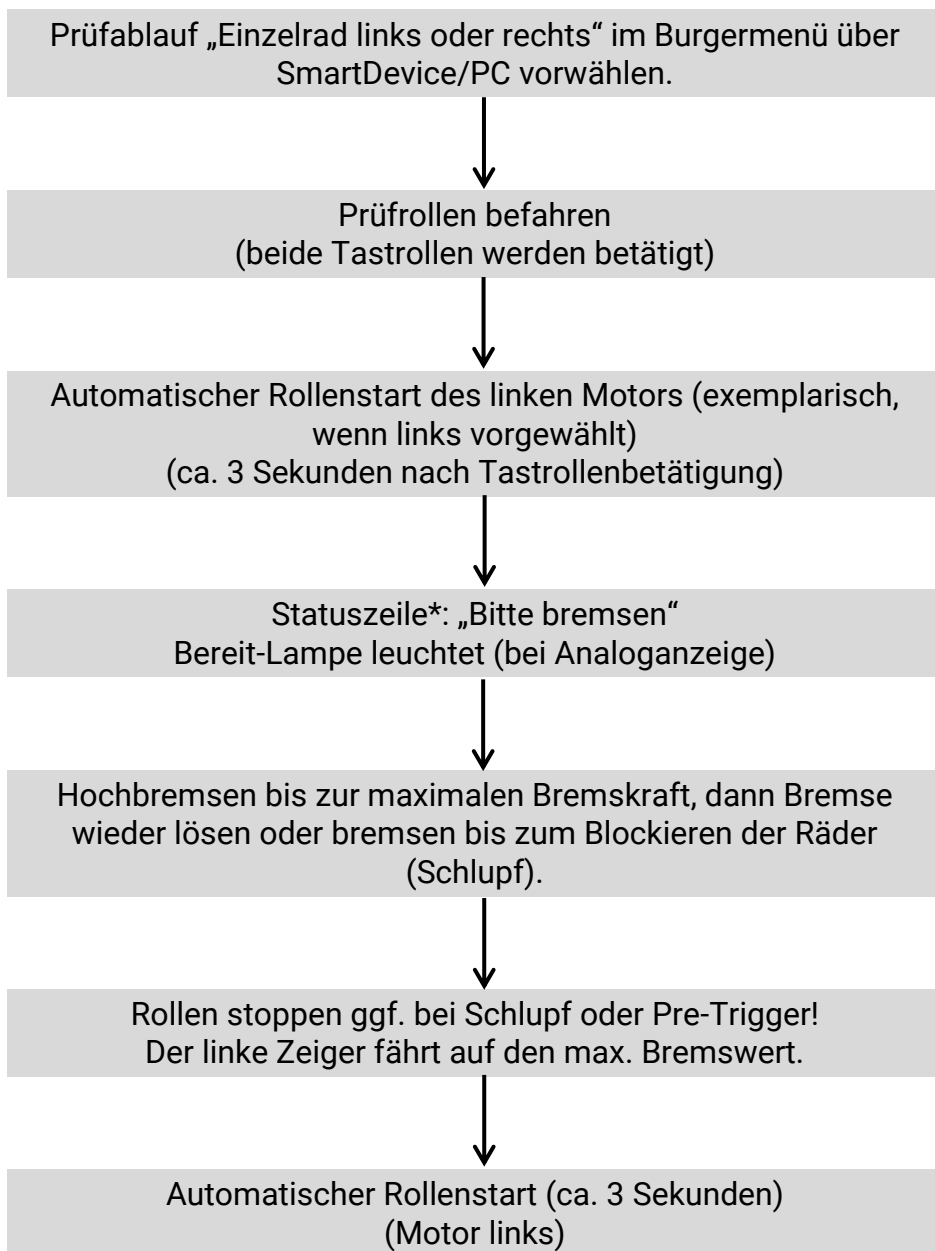 Prüfablauf „Einzelrad links oder rechts“ im Burgermenü über
SmartDevice/PC vorwählen.
Prüfrollen befahren
(beide Tastrollen werden betätigt)
Automatischer Rollenstart des linken Motors (exemplarisch,
wenn links vorgewählt)
(ca. 3 Sekunden nach Tastrollenbetätigung)
Statuszeile*: „Bitte bremsen“
Bereit-Lampe leuchtet (bei Analoganzeige)
Hochbremsen bis zur maximalen Bremskraft, dann Bremse
wieder lösen oder bremsen bis zum Blockieren der Räder
(Schlupf).
Rollen stoppen ggf. bei Schlupf oder Pre-Trigger!
Der linke Zeiger fährt auf den max. Bremswert.
Automatischer Rollenstart (ca. 3 Sekunden)
(Motor links)